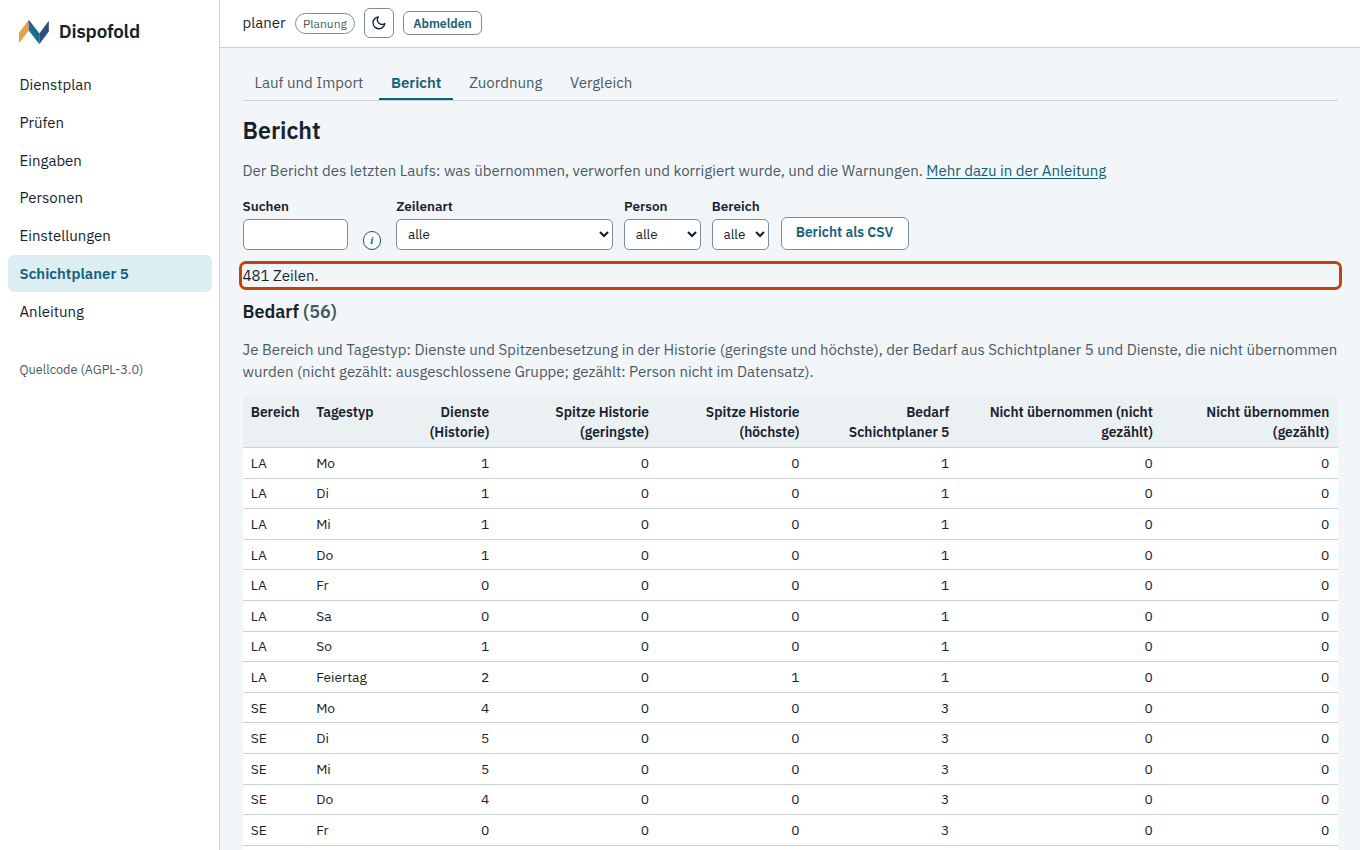 Dispofold
Dienstplan
Prüfen
Eingaben
Personen
Einstellungen
Schichtplaner 5
Anleitung
Quellcode (AGPL-3.0)
planer Planung Abmelden
Lauf und Import Bericht Zuordnung Vergleich
Bericht
Der Bericht des letzten Laufs: was übernommen, verworfen und korrigiert wurde, und die Warnungen. Mehr dazu in der Anleitung
Suchen Zeilenart Person Bereich
i alle alle alle Bericht als CSV
481 Zeilen.
Bedarf (56)
Je Bereich und Tagestyp: Dienste und Spitzenbesetzung in der Historie (geringste und höchste), der Bedarf aus Schichtplaner 5 und Dienste, die nicht übernommen
wurden (nicht gezählt: ausgeschlossene Gruppe; gezählt: Person nicht im Datensatz).
Bereich Tagestyp Dienste Spitze Historie Spitze Historie Bedarf Nicht übernommen (nicht Nicht übernommen
(Historie) (geringste) (höchste) Schichtplaner 5 gezählt) (gezählt)
LA Mo 1 0 0 1 0 0
LA Di 1 0 0 1 0 0
LA Mi 1 0 0 1 0 0
LA Do 1 0 0 1 0 0
LA Fr 0 0 0 1 0 0
LA Sa 0 0 0 1 0 0
LA So 1 0 0 1 0 0
LA Feiertag 2 0 1 1 0 0
SE Mo 4 0 0 3 0 0
SE Di 5 0 0 3 0 0
SE Mi 5 0 0 3 0 0
SE Do 4 0 0 3 0 0
SE Fr 0 0 0 3 0 0